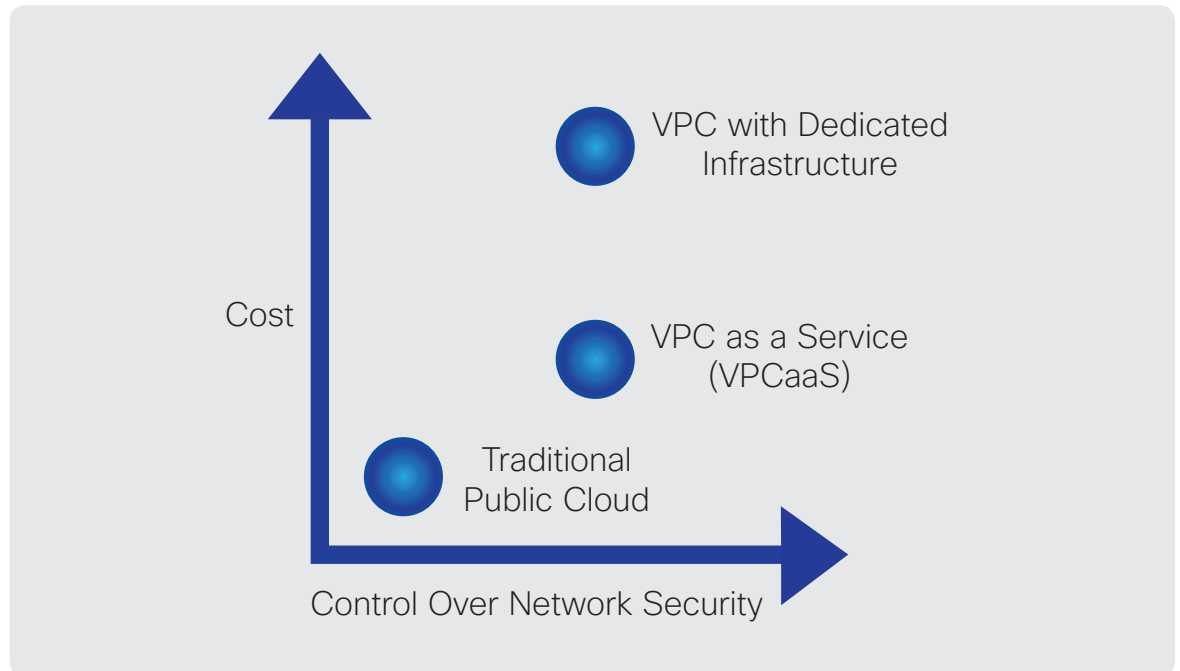 VPC with Dedicated
Infrastructure
Cost
VPC as a Service
(VPCaaS)
Traditional
Public Cloud
Control Over Network Security